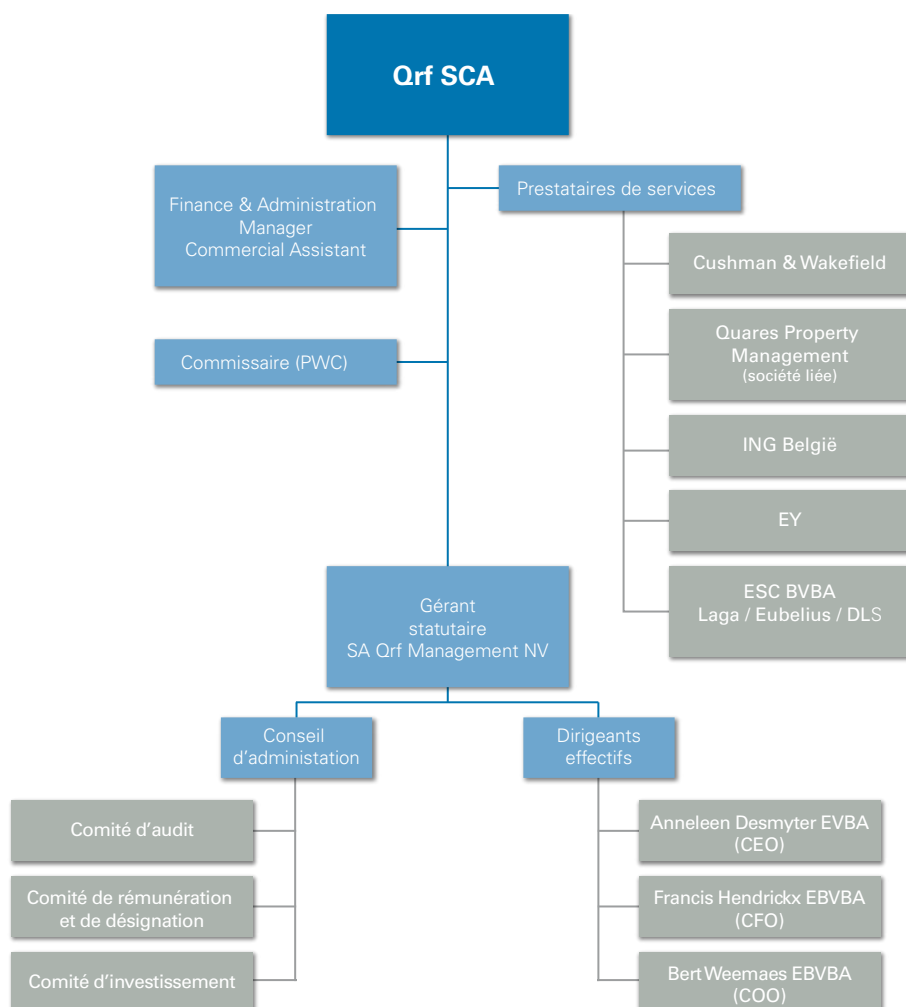 Qrf SCA
Finance & Administration
Manager
Commercial Assistant
Prestataires de services
Cushman & Wakefield
Quares Property
Management
(société liée)
Commissaire (PWC)
ING België
EY
ESC BVBA
Laga / Eubelius / DLS
Gérant
statutaire
SA Qrf Management NV
Conseil
d’administation
Dirigeants
effectifs
Comité d’audit
Comité de rémunération
et de désignation
Comité d’investissement
Anneleen Desmyter EVBA
(CEO)
Francis Hendrickx EBVBA
(CFO)
Bert Weemaes EBVBA
(COO)